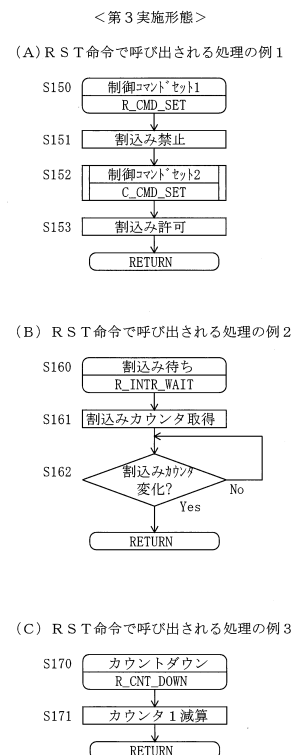 ＜第３実施形態＞
(A)ＲＳＴ命令で呼び出される処理の例１
S150
制御ｺﾏﾝﾄﾞｾｯﾄ1
R_CMD_SET
S151
割込み禁止
S152
制御ｺﾏﾝﾄﾞｾｯﾄ2
C_CMD_SET
S153
割込み許可
RETURN
(B) ＲＳＴ命令で呼び出される処理の例２
S160
割込み待ち
R_INTR_WAIT
S161
割込みカウンタ取得
S162
割込みｶｳﾝﾀ
変化?
No
Yes
RETURN
(C) ＲＳＴ命令で呼び出される処理の例３
S170
カウントダウン
R_CNT_DOWN
S171
カウンタ１減算
RETURN